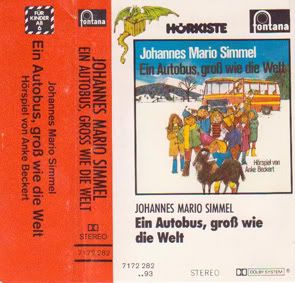 FÜR
KINDER
AB
6
fontana
Johannes Mario Simmel
Ein Autobus, groß wie die Welt
Hörspiel von Anke Beckert
JOHANNES MARIO SIMMEL
EIN AUTOBUS, GROSS WIE DIE WELT
DOLBY
STEREO
7172 282
HÖRKISTE
fontana
Johannes Mario Simmel
Ein Autobus, groß wie die Welt
Hörspiel von
Anke Beckert
JOHANNES MARIO SIMMEL
Ein Autobus, groß wie
die Welt
7172 282
..93
STEREO
DOLBY SYSTEM